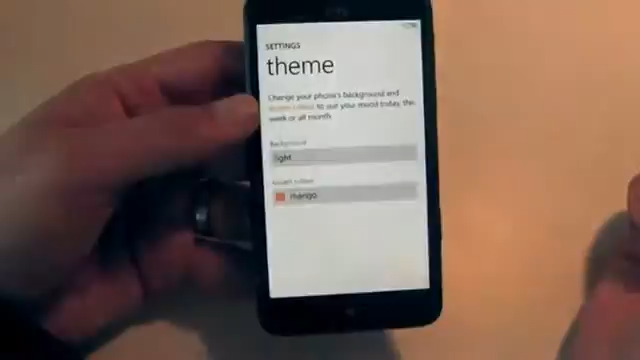 SETTINGS
theme
Change your phone's background and
accent colour to suit your mood today, this
week or all month.
Background
light
Accent colour
mango